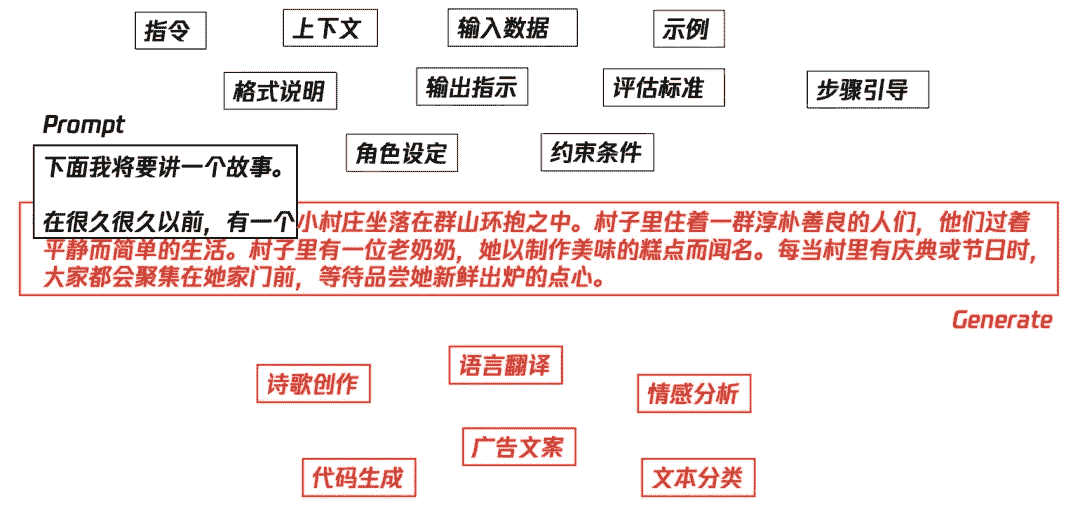 指令
上下文
输入数据
示例
格式说明
输出指示
评估标准
步骤引导
Prompt
角色设定
约束条件
下面我将要讲一个故事。
在很久很久以前，有一个小村庄坐落在群山环抱之中。村子里住着一群淳朴善良的人们，他们过着
平静而简单的生活。村子里有一位老奶奶，她以制作美味的糕点而闻名。每当村里有庆典或节日时，
大家都会聚集在她家门前，等待品尝她新鲜出炉的点心。
Generate
语言翻译
诗歌创作
情感分析
广告文案
代码生成
文本分类